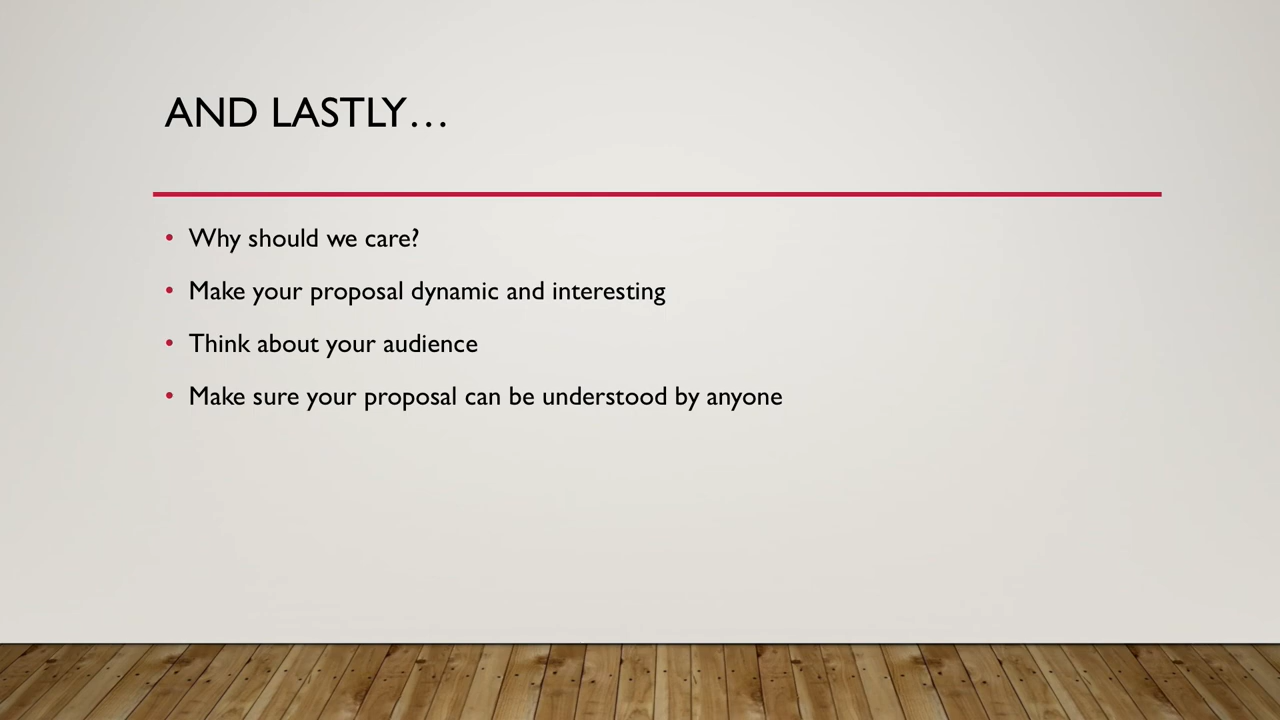 AND LASTLY…
• Why should we care?
• Make your proposal dynamic and interesting
• Think about your audience
• Make sure your proposal can be understood by anyone